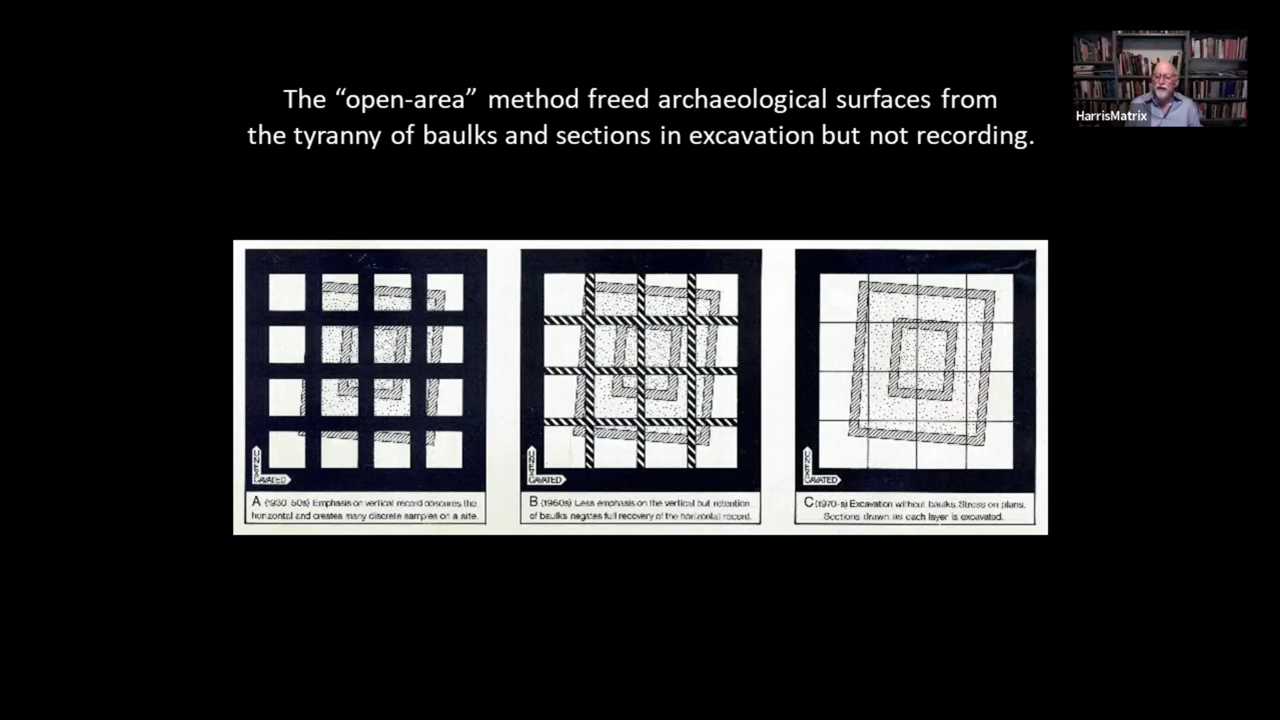 The “open-area” method freed archaeological surfaces from
the tyranny of baulks and sections in excavation but not recording.
HarrisMatrix
UNEXCAVATED
A (1930-50s) Emphasis on vertical record obscures the
horizontal and creates many discrete samples on a site.
UNEXCAVATED
B (1960s) Less emphasis on the vertical but retention
of baulks negates full recovery of the horizontal record.
UNEXCAVATED
C (1970-s) Excavation without baulks. Stress on plans.
Sections drawn as each layer is excavated.